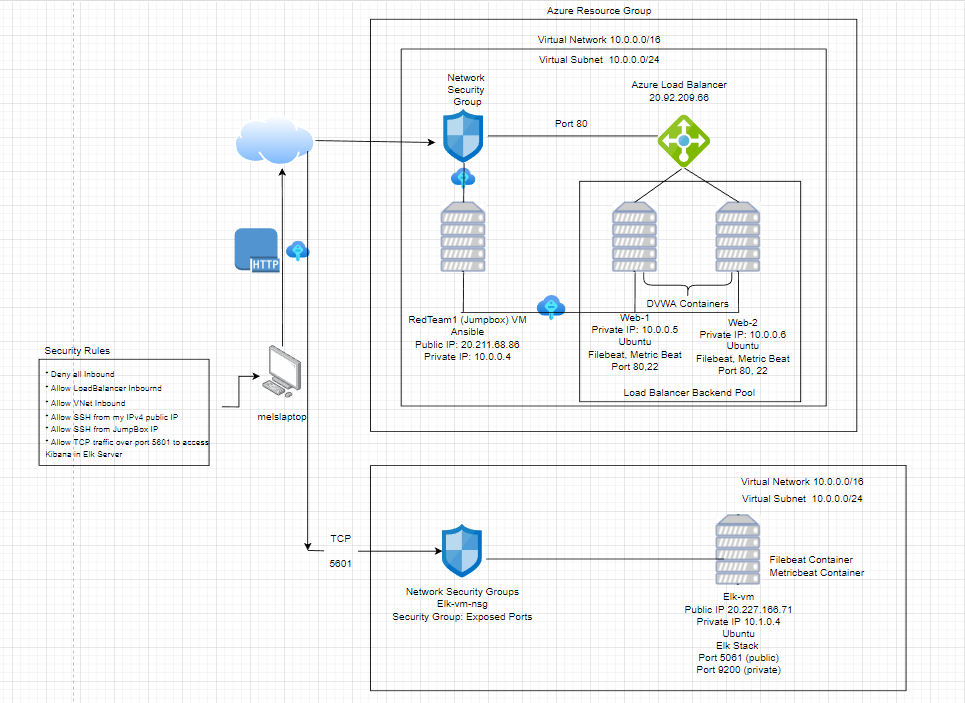 Azure Resource Group
Virtual Network 10.0.0.0/16
Virtual Subnet 10.0.0.0/24
Network
Security
Group
Azure Load Balancer
20.92.209.66
Port 80
HTTP
DVWA Containers
RedTeam1 (Jumpbox) VM
Ansible
Public IP: 20.211.68.86
Private IP: 10.0.0.4
Web-1
Private IP: 10.0.0.5
Ubuntu
Filebeat, Metric Beat
Port 80,22
Web-2
Private IP: 10.0.0.6
Ubuntu
Filebeat, Metric Beat
Port 80, 22
Load Balancer Backend Pool
Security Rules
* Deny all Inbound
* Allow LoadBalancer Inbournd
* Allow VNet Inbound
* Allow SSH from my IPv4 public IP
* Allow SSH from JumpBox IP
* Allow TCP traffic over port 5601 to access
Kibana in Elk Server
melslaptop
TCP
5601
Virtual Network 10.0.0.0/16
Virtual Subnet 10.0.0.0/24
Network Security Groups
Elk-vm-nsg
Security Group: Exposed Ports
Filebeat Container
Metricbeat Container
Elk-vm
Public IP 20.227.166.71
Private IP 10.1.0.4
Ubuntu
Elk Stack
Port 5061 (public)
Port 9200 (private)